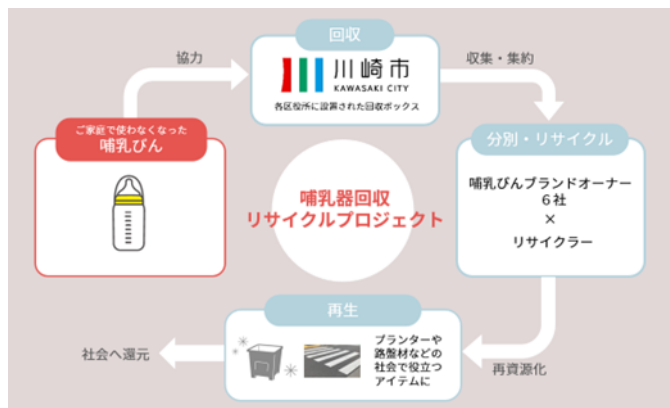 回収
協力
川崎市
KAWASAKI CITY
各区役所に設置された回収ボックス
収集・集約
ご家庭で使わなくなった
哺乳びん
分別・リサイクル
哺乳びんブランドオーナー
6社
×
リサイクラー
哺乳器回収
リサイクルプロジェクト
再生
プランターや
路盤材などの
社会で役立つ
アイテムに
社会へ還元
再資源化